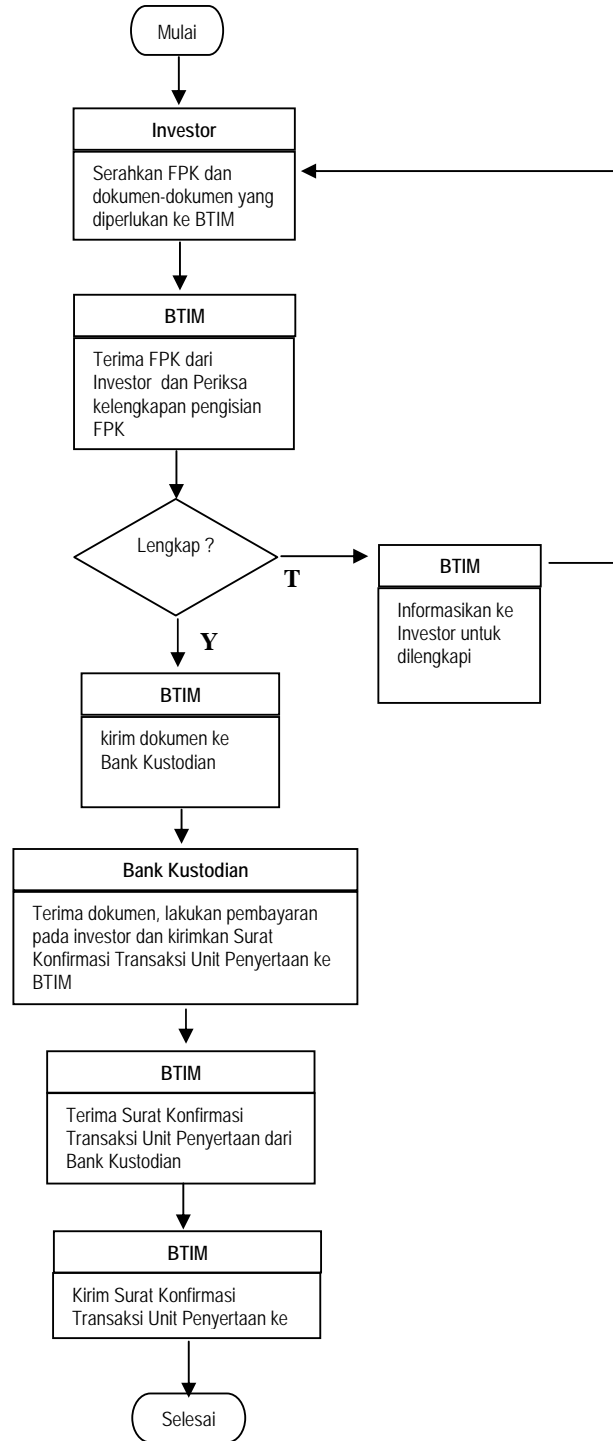 Mulai
Investor
Serahkan FPK dan
dokumen-dokumen yang
diperlukan ke BTIM
BTIM
Terima FPK dari
Investor dan Periksa
kelengkapan pengisian
FPK
Lengkap ?
T
BTIM
Informasikan ke
Investor untuk
dilengkapi
Y
BTIM
kirim dokumen ke
Bank Kustodian
Bank Kustodian
Terima dokumen, lakukan pembayaran
pada investor dan kirimkan Surat
Konfirmasi Transaksi Unit Penyertaan ke
BTIM
BTIM
Terima Surat Konfirmasi
Transaksi Unit Penyertaan dari
Bank Kustodian
BTIM
Kirim Surat Konfirmasi
Transaksi Unit Penyertaan ke
Selesai